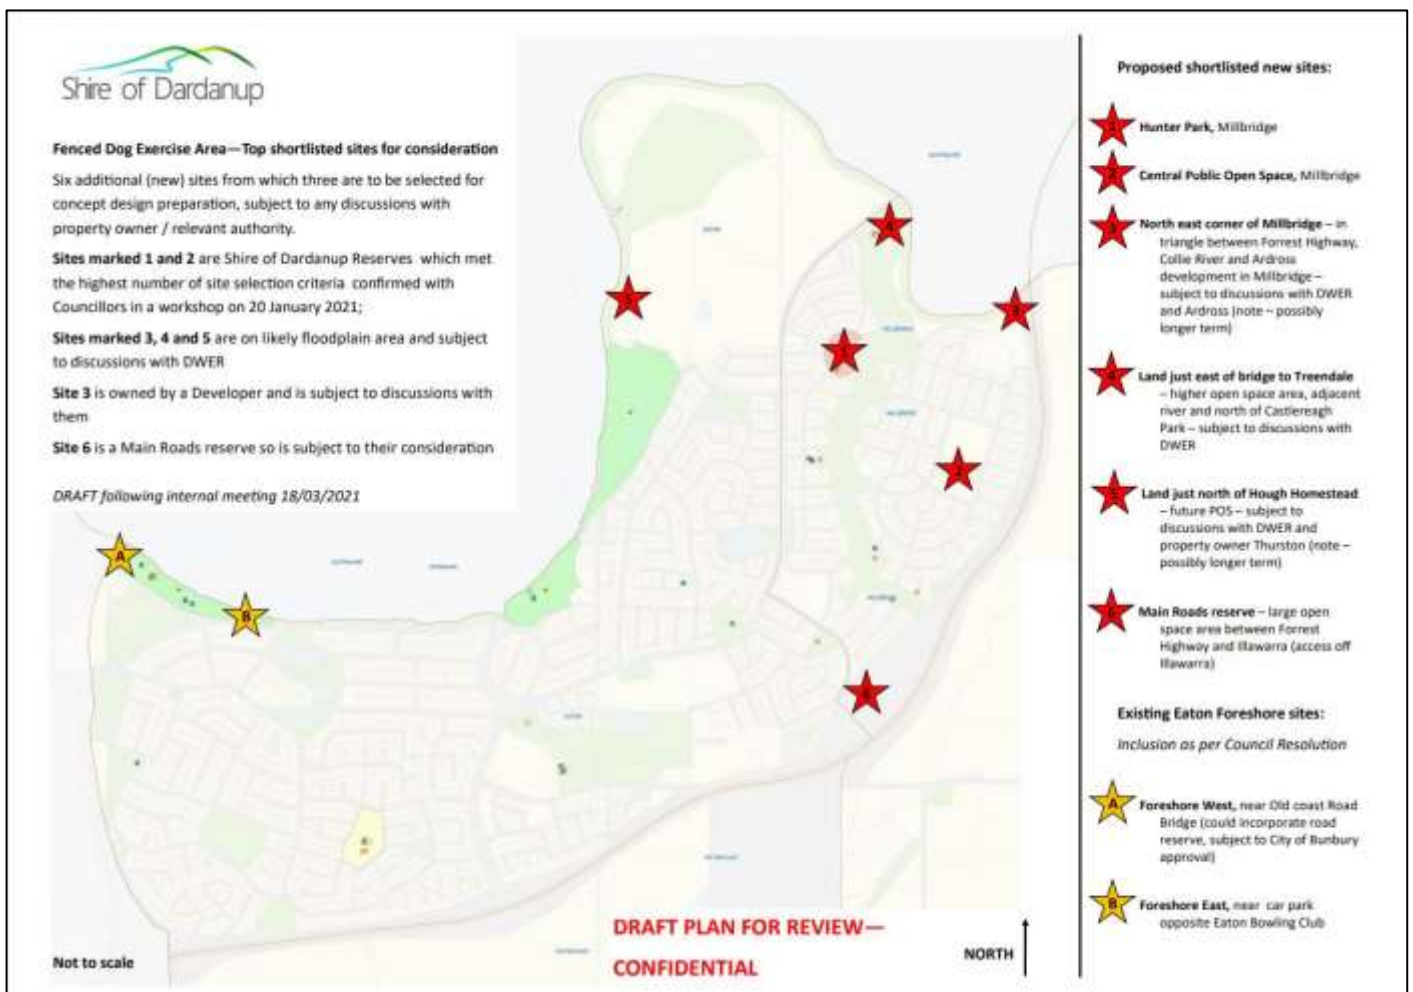 Shire of Dardanup
Fenced Dog Exercise Area—Top shortlisted sites for consideration
Six additional (new) sites from which three are to be selected for
concept design preparation, subject to any discussions with
property owner / relevant authority.
Sites marked 1 and 2 are Shire of Dardanup Reserves which met
the highest number of site selection criteria confirmed with
Councillors in a workshop on 20 January 2021;
Sites marked 3, 4 and 5 are on likely floodplain area and subject
to discussions with DWER
Site 3 is owned by a Developer and is subject to discussions with
them
Site 6 is a Main Roads reserve so is subject to their consideration
DRAFT following internal meeting 18/03/2021
4
2
A
B
Not to scale
DRAFT PLAN FOR REVIEW—
CONFIDENTIAL
NORTH
Proposed shortlisted new sites:
1
Hunter Park, Millbridge
2
Central Public Open Space, Millbridge
3
North east corner of Millbridge – in
triangle between Forrest Highway,
Collie River and Ardross
development in Millbridge –
subject to discussions with DWER
and Ardross (note – possibly
longer term)
4
Land just east of bridge to Treendale
– higher open space area, adjacent
river and north of Castlereagh
Park – subject to discussions with
DWER
5
Land just north of Hough Homestead
– future POS – subject to
discussions with DWER and
property owner Thurston (note –
possibly longer term)
6
Main Roads reserve – large open
space area between Forrest
Highway and Illawarra (access off
Illawarra)
Existing Eaton Foreshore sites:
Inclusion as per Council Resolution
A
Foreshore West, near Old coast Road
Bridge (could incorporate road
reserve, subject to City of Bunbury
approval)
B
Foreshore East, near car park
opposite Eaton Bowling Club